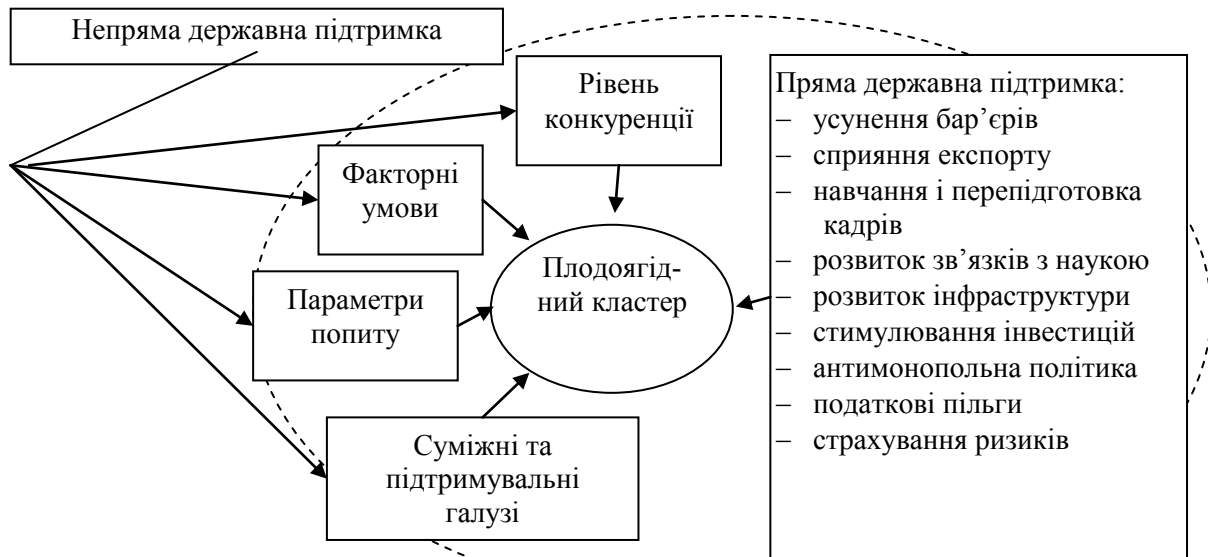 Непряма державна підтримка
Рівень
конкуренції
Факторні
умови
Параметри
попиту
Суміжні та
підтримувальні
галузі
Плодоягід-
ний кластер
Пряма державна підтримка:
– усунення бар’єрів
– сприяння експорту
– навчання і перепідготовка
кадрів
– розвиток зв’язків з наукою
– розвиток інфраструктури
– стимулювання інвестицій
– антимонопольна політика
– податкові пільги
– страхування ризиків